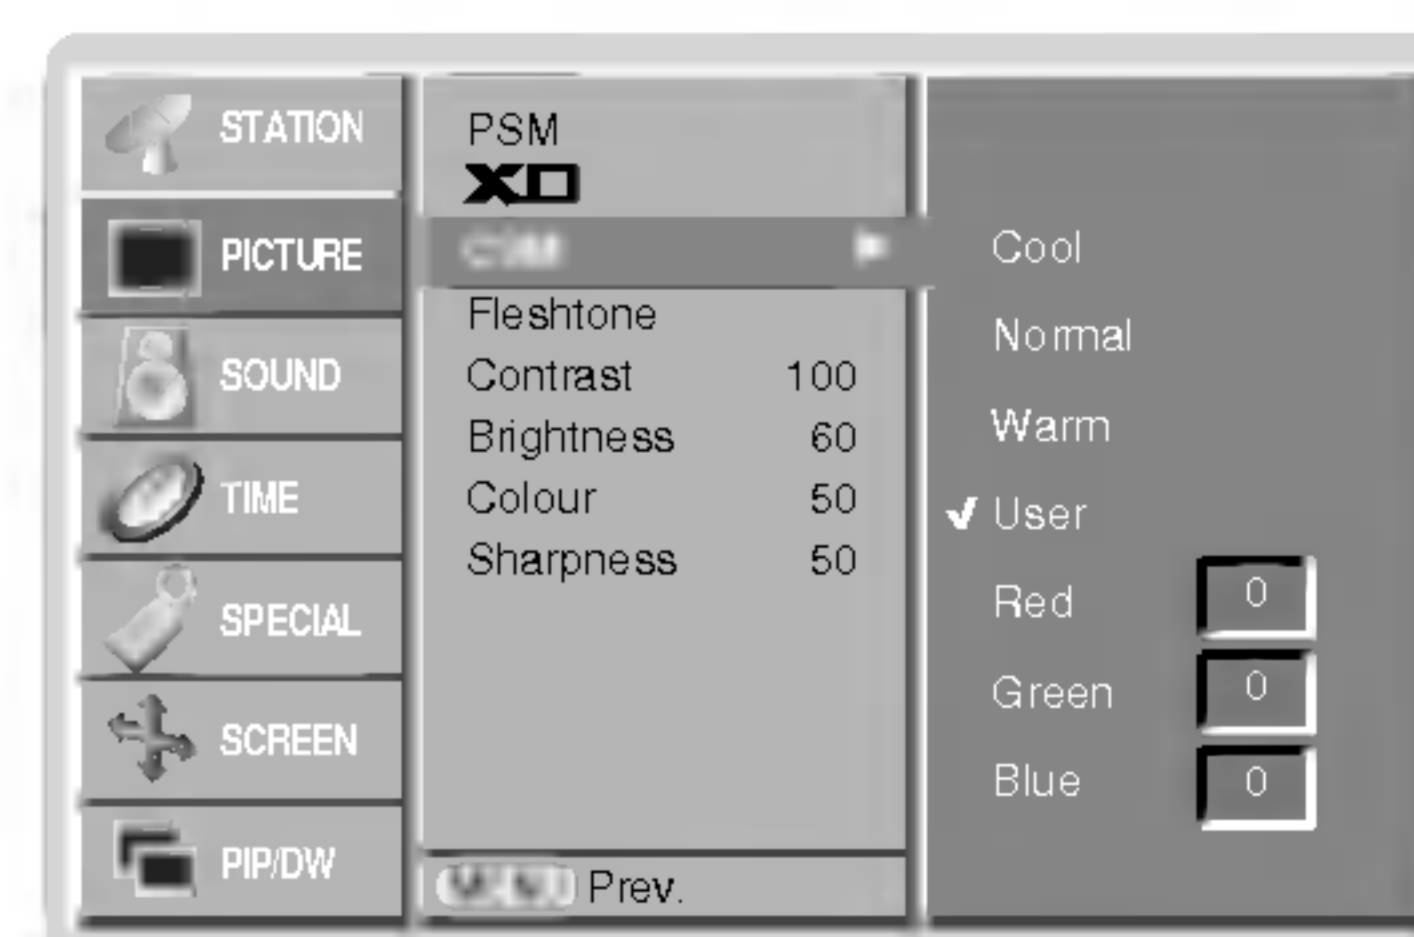 STATION
PICTURE
SOUND
TIME
SPECIAL
SCREEN
PIP/DW
PSM
XD
Fleshtone
Contrast 100
Brightness 60
Colour 50
Sharpness 50
Prev.
Cool
Normal
Warm
✔ User
Red 0
Green 0
Blue 0